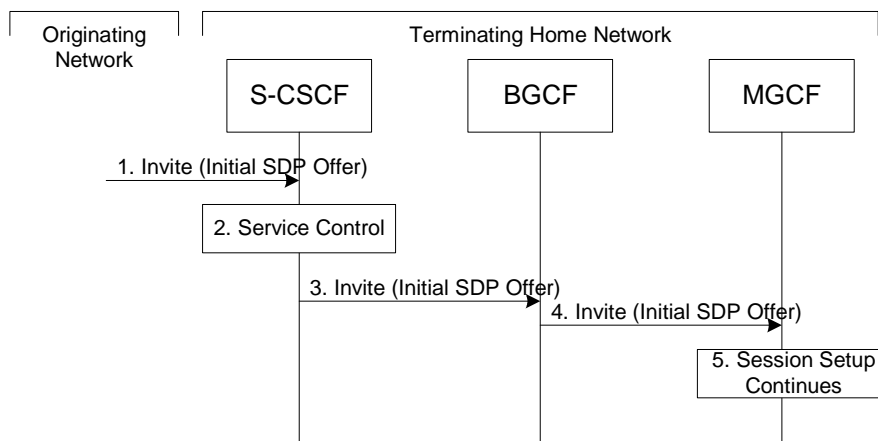 Originating
Network
Terminating Home Network
S-CSCF
BGCF
MGCF
1. Invite (Initial SDP Offer)
2. Service Control
3. Invite (Initial SDP Offer)
4. Invite (Initial SDP Offer)
5. Session Setup
Continues